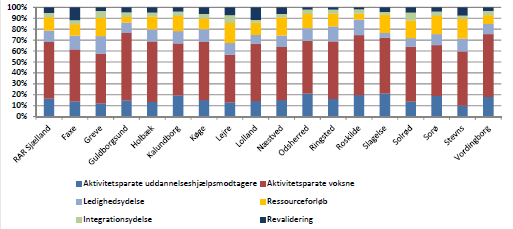 100%
90%
80%
70%
60%
50%
40%
30%
20%
10%
0%
RAR Sjælland
Faxe
Greve
Guldborgsund
Holbæk
Kalundborg
Køge
Lejre
Lolland
Næstved
Odsherred
Ringsted
Roskilde
Slagelse
Solrød
Sorø
Stevns
Vordingborg
Aktivitetsparate uddannelseshjælpsmodtagere
Aktivitetsparate voksne
Ledighedsydelse
Ressourceforløb
Integrationsydelse
Revalidering